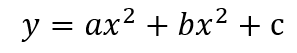 y = ax² + bx² + c